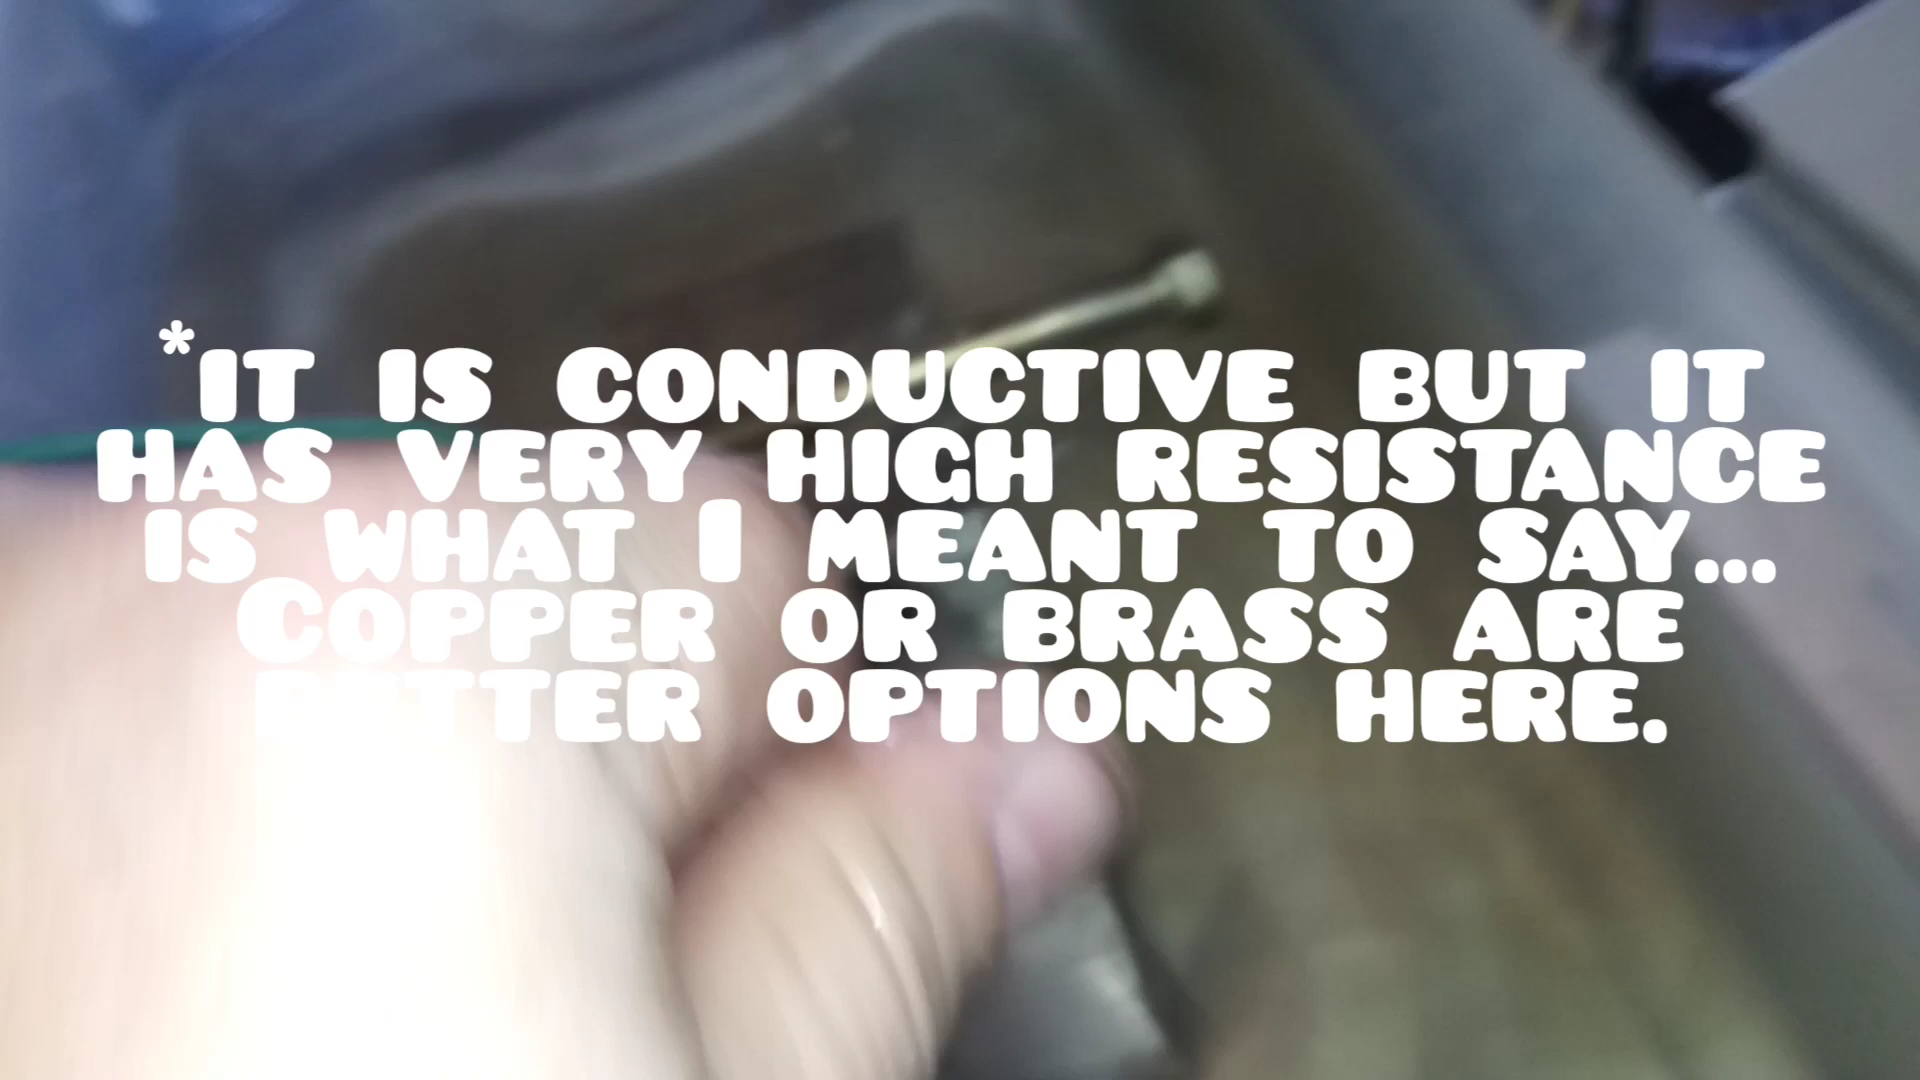 *it is conductive but it
has very high resistance
is what I meant to say...
Copper or brass are
better options here.